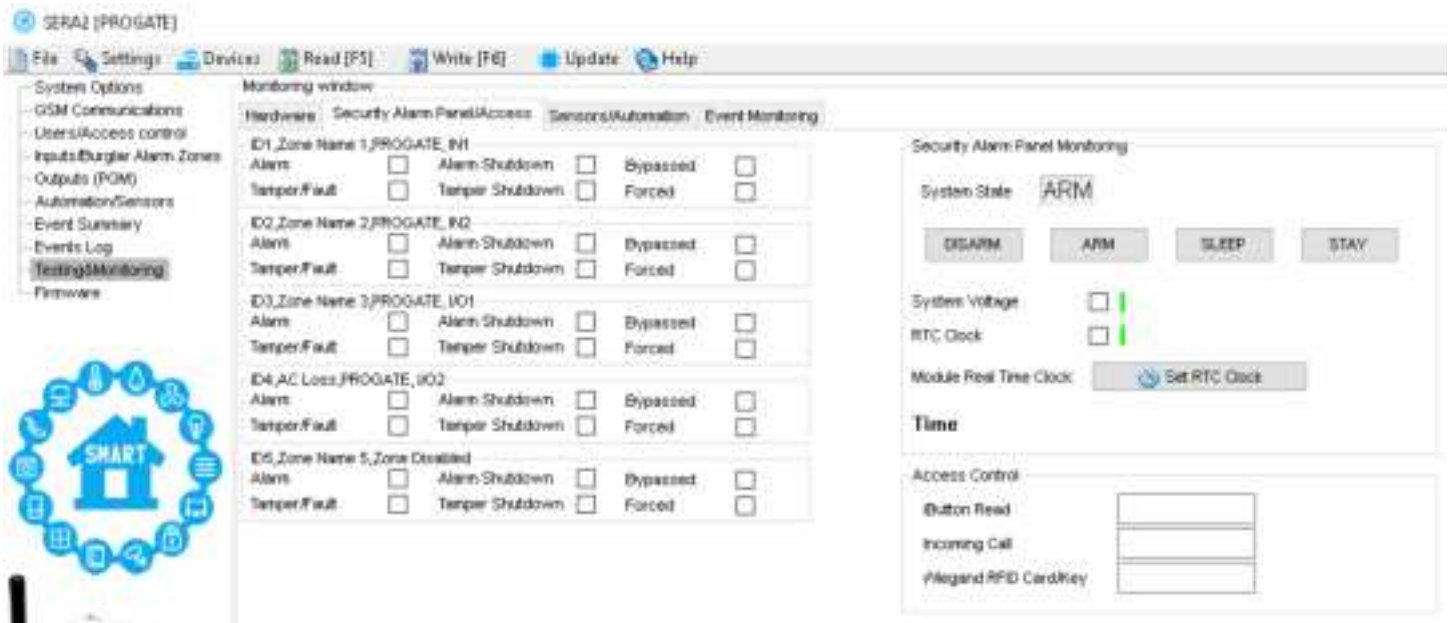 SERA2 [PROGATE]
File Settings Devices Read [F5] Write [F6] Update Help
System Options
GSM Communications
Users/Access control
Inputs/Burglar Alarm Zones
Outputs (PGM)
Automation/Sensors
Event Summary
Events Log
Testing&Monitoring
Firmware
SMART
Monitoring window
Hardware Security Alarm Panel/Access Sensors/Automation Event Monitoring
ID1,Zone Name 1,PROGATE_IN1
Alarm Alarm Shutdown Bypassed
Tamper/Fault Tamper Shutdown Forced
ID2,Zone Name 2,PROGATE_IN2
Alarm Alarm Shutdown Bypassed
Tamper/Fault Tamper Shutdown Forced
ID3,Zone Name 3,PROGATE_I/O1
Alarm Alarm Shutdown Bypassed
Tamper/Fault Tamper Shutdown Forced
ID4,AC Loss,PROGATE_I/O2
Alarm Alarm Shutdown Bypassed
Tamper/Fault Tamper Shutdown Forced
ID5,Zone Name 5,Zone Disabled
Alarm Alarm Shutdown Bypassed
Tamper/Fault Tamper Shutdown Forced
Security Alarm Panel Monitoring
System State ARM
DISARM ARM SLEEP STAY
System Voltage
RTC Clock
Module Real Time Clock: Set RTC Clock
Time
Access Control
iButton Read
Incoming Call
Wiegand RFID Card/Key